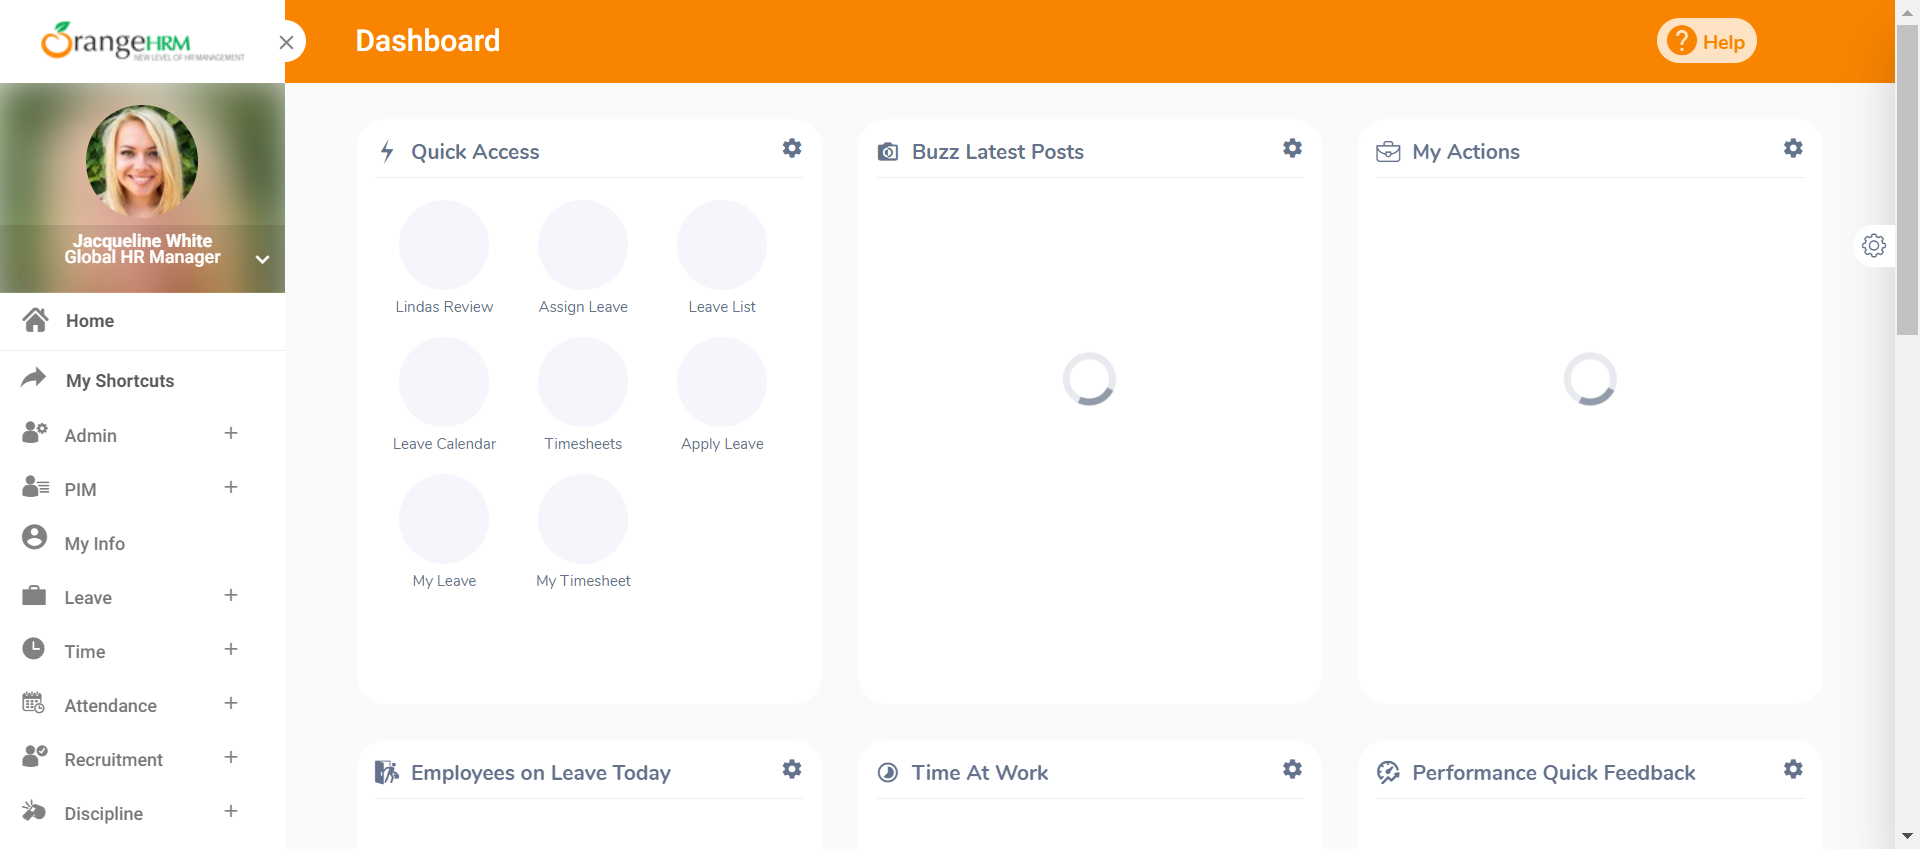 OrangeHRM
NEW LEVEL OF HR MANAGEMENT
Dashboard
? Help
Jacqueline White
Global HR Manager
Home
My Shortcuts
Admin
PIM
My Info
Leave
Time
Attendance
Recruitment
Discipline
Quick Access
Lindas Review
Assign Leave
Leave List
Leave Calendar
Timesheets
Apply Leave
My Leave
My Timesheet
Buzz Latest Posts
My Actions
Employees on Leave Today
Time At Work
Performance Quick Feedback